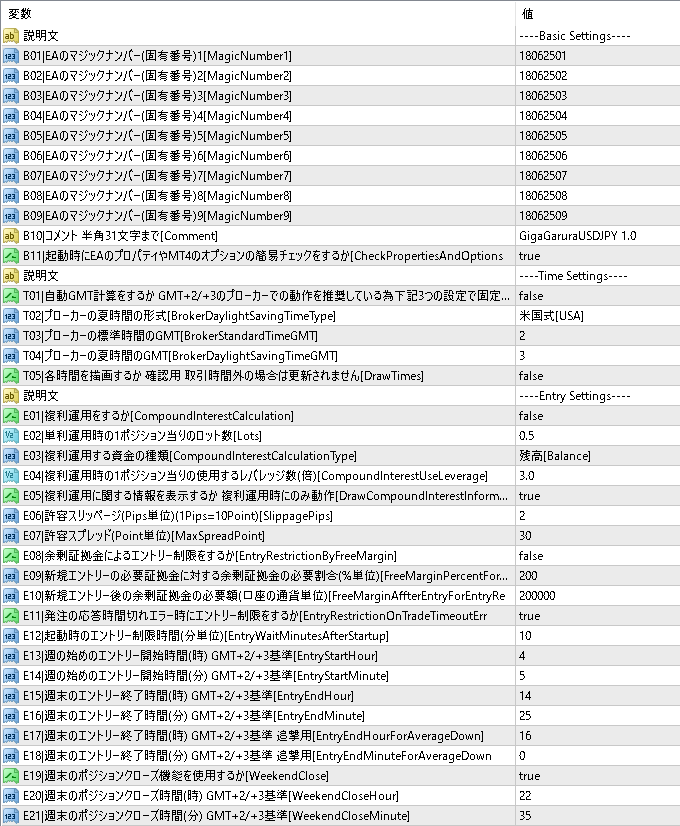 変数 値
説明文 ----Basic Settings----
B01|EAのマジックナンバー(固有番号)1[MagicNumber1] 18062501
B02|EAのマジックナンバー(固有番号)2[MagicNumber2] 18062502
B03|EAのマジックナンバー(固有番号)3[MagicNumber3] 18062503
B04|EAのマジックナンバー(固有番号)4[MagicNumber4] 18062504
B05|EAのマジックナンバー(固有番号)5[MagicNumber5] 18062505
B06|EAのマジックナンバー(固有番号)6[MagicNumber6] 18062506
B07|EAのマジックナンバー(固有番号)7[MagicNumber7] 18062507
B08|EAのマジックナンバー(固有番号)8[MagicNumber8] 18062508
B09|EAのマジックナンバー(固有番号)9[MagicNumber9] 18062509
B10|コメント 半角31文字まで[Comment] GigaGaruraUSDJPY 1.0
B11|起動時にEAのプロパティやMT4のオプションの簡易チェックをするか[CheckPropertiesAndOptions true
説明文 ----Time Settings----
T01|自動GMT計算をするか GMT+2/+3のブローカーでの動作を推奨している為下記3つの設定で固定... false
T02|ブローカーの夏時間の形式[BrokerDaylightSavingTimeType] 米国式[USA]
T03|ブローカーの標準時間のGMT[BrokerStandardTimeGMT] 2
T04|ブローカーの夏時間のGMT[BrokerDaylightSavingTimeGMT] 3
T05|各時間を描画するか 確認用 取引時間外の場合は更新されません[DrawTimes] false
説明文 ----Entry Settings----
E01|複利運用をするか[CompoundInterestCalculation] false
E02|単利運用時の1ポジション当りのロット数[Lots] 0.5
E03|複利運用する資金の種類[CompoundInterestCalculationType] 残高[Balance]
E04|複利運用時の1ポジション当りの使用するレバレッジ数(倍)[CompoundInterestUseLeverage] 3.0
E05|複利運用に関する情報を表示するか 複利運用時にのみ動作[DrawCompoundInterestInform... true
E06|許容スリッページ(Pips単位)(1Pips=10Point)[SlippagePips] 2
E07|許容スプレッド(Point単位)[MaxSpreadPoint] 30
E08|余剰証拠金によるエントリー制限をするか[EntryRestrictionByFreeMargin] false
E09|新規エントリーの必要証拠金に対する余剰証拠金の必要割合(%単位)[FreeMarginPercentFor... 200
E10|新規エントリー後の余剰証拠金の必要額(口座の通貨単位)[FreeMarginAffterEntryForEntryRe 200000
E11|発注の応答時間切れエラー時にエントリー制限をするか[EntryRestrictionOnTradeTimeoutErr true
E12|起動時のエントリー制限時間(分単位)[EntryWaitMinutesAfterStartup] 10
E13|週の始めのエントリー開始時間(時) GMT+2/+3基準[EntryStartHour] 4
E14|週の始めのエントリー開始時間(分) GMT+2/+3基準[EntryStartMinute] 5
E15|週末のエントリー終了時間(時) GMT+2/+3基準[EntryEndHour] 14
E16|週末のエントリー終了時間(分) GMT+2/+3基準[EntryEndMinute] 25
E17|週末のエントリー終了時間(時) GMT+2/+3基準 追撃用[EntryEndHourForAverageDown] 16
E18|週末のエントリー終了時間(分) GMT+2/+3基準 追撃用[EntryEndMinuteForAverageDown 0
E19|週末のポジションクローズ機能を使用するか[WeekendClose] true
E20|週末のポジションクローズ時間(時) GMT+2/+3基準[WeekendCloseHour] 22
E21|週末のポジションクローズ時間(分) GMT+2/+3基準[WeekendCloseMinute] 35